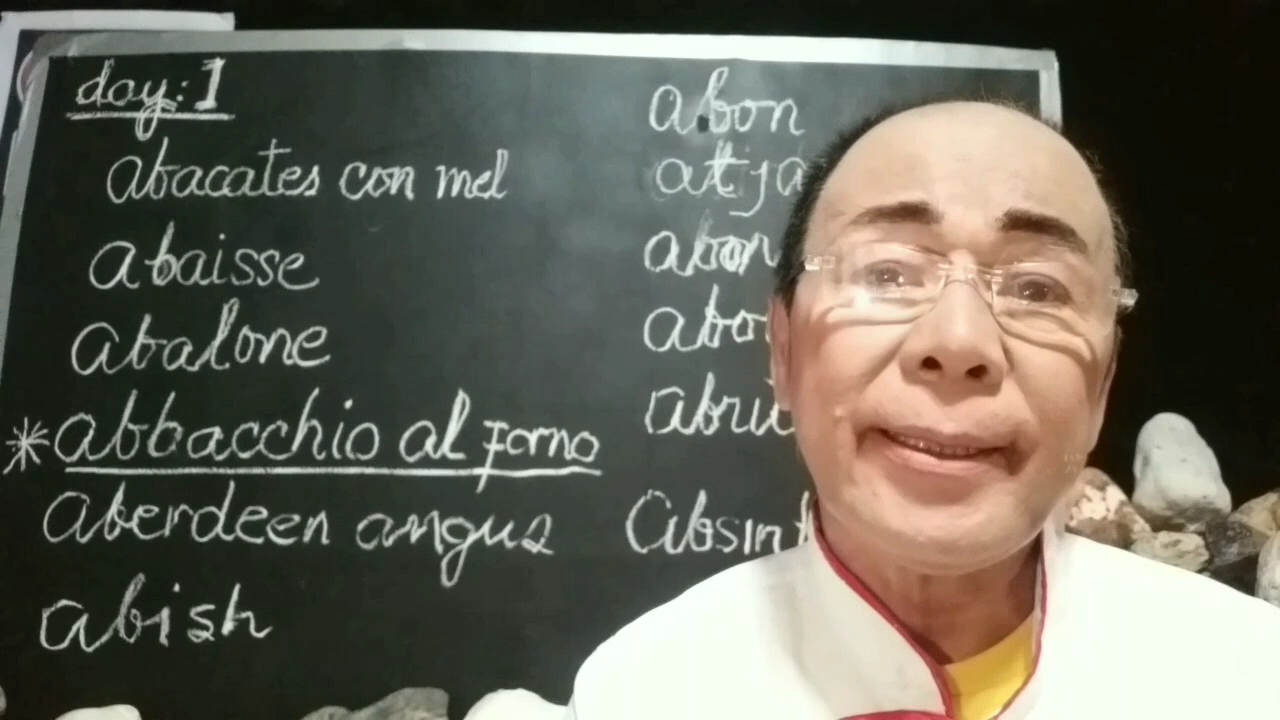 day: 1
abacates con mel
abaisse
abalone
*abbacchio al forno
aberdeen angus
abish
abon